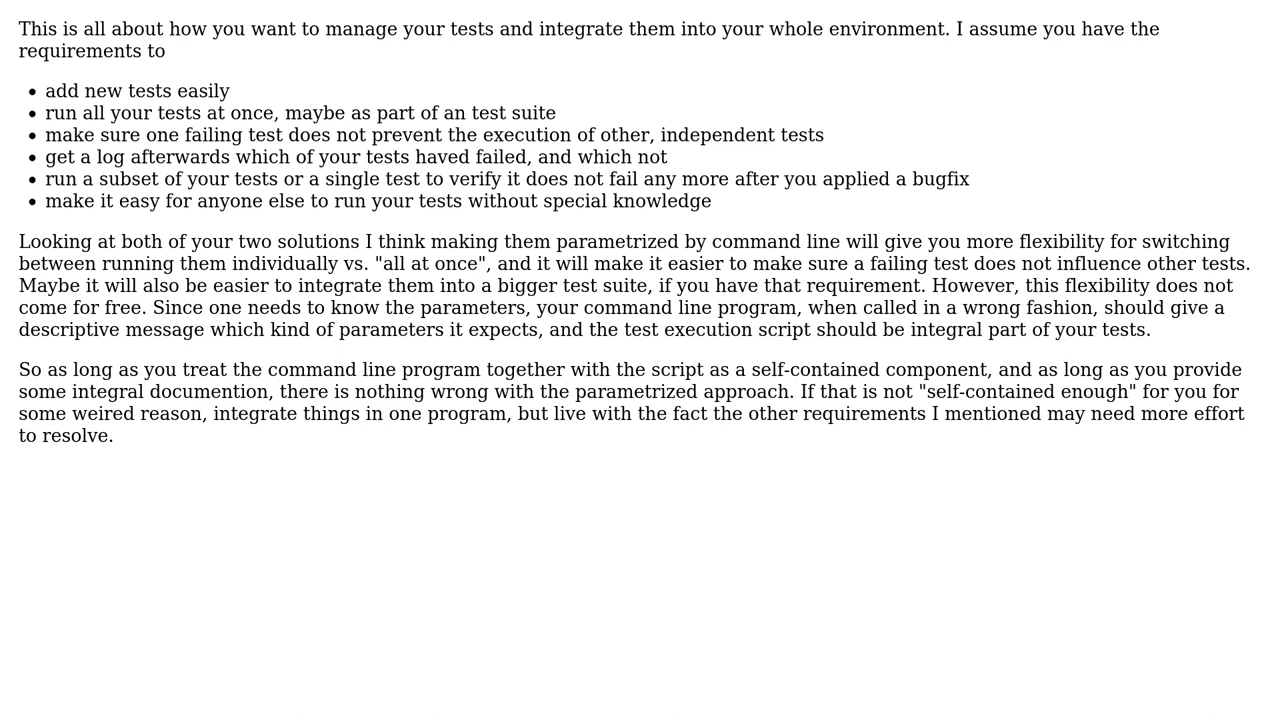 This is all about how you want to manage your tests and integrate them into your whole environment. I assume you have the
requirements to
• add new tests easily
• run all your tests at once, maybe as part of an test suite
• make sure one failing test does not prevent the execution of other, independent tests
• get a log afterwards which of your tests haved failed, and which not
• run a subset of your tests or a single test to verify it does not fail any more after you applied a bugfix
• make it easy for anyone else to run your tests without special knowledge
Looking at both of your two solutions I think making them parametrized by command line will give you more flexibility for switching
between running them individually vs. "all at once", and it will make it easier to make sure a failing test does not influence other tests.
Maybe it will also be easier to integrate them into a bigger test suite, if you have that requirement. However, this flexibility does not
come for free. Since one needs to know the parameters, your command line program, when called in a wrong fashion, should give a
descriptive message which kind of parameters it expects, and the test execution script should be integral part of your tests.
So as long as you treat the command line program together with the script as a self-contained component, and as long as you provide
some integral documention, there is nothing wrong with the parametrized approach. If that is not "self-contained enough" for you for
some weired reason, integrate things in one program, but live with the fact the other requirements I mentioned may need more effort
to resolve.